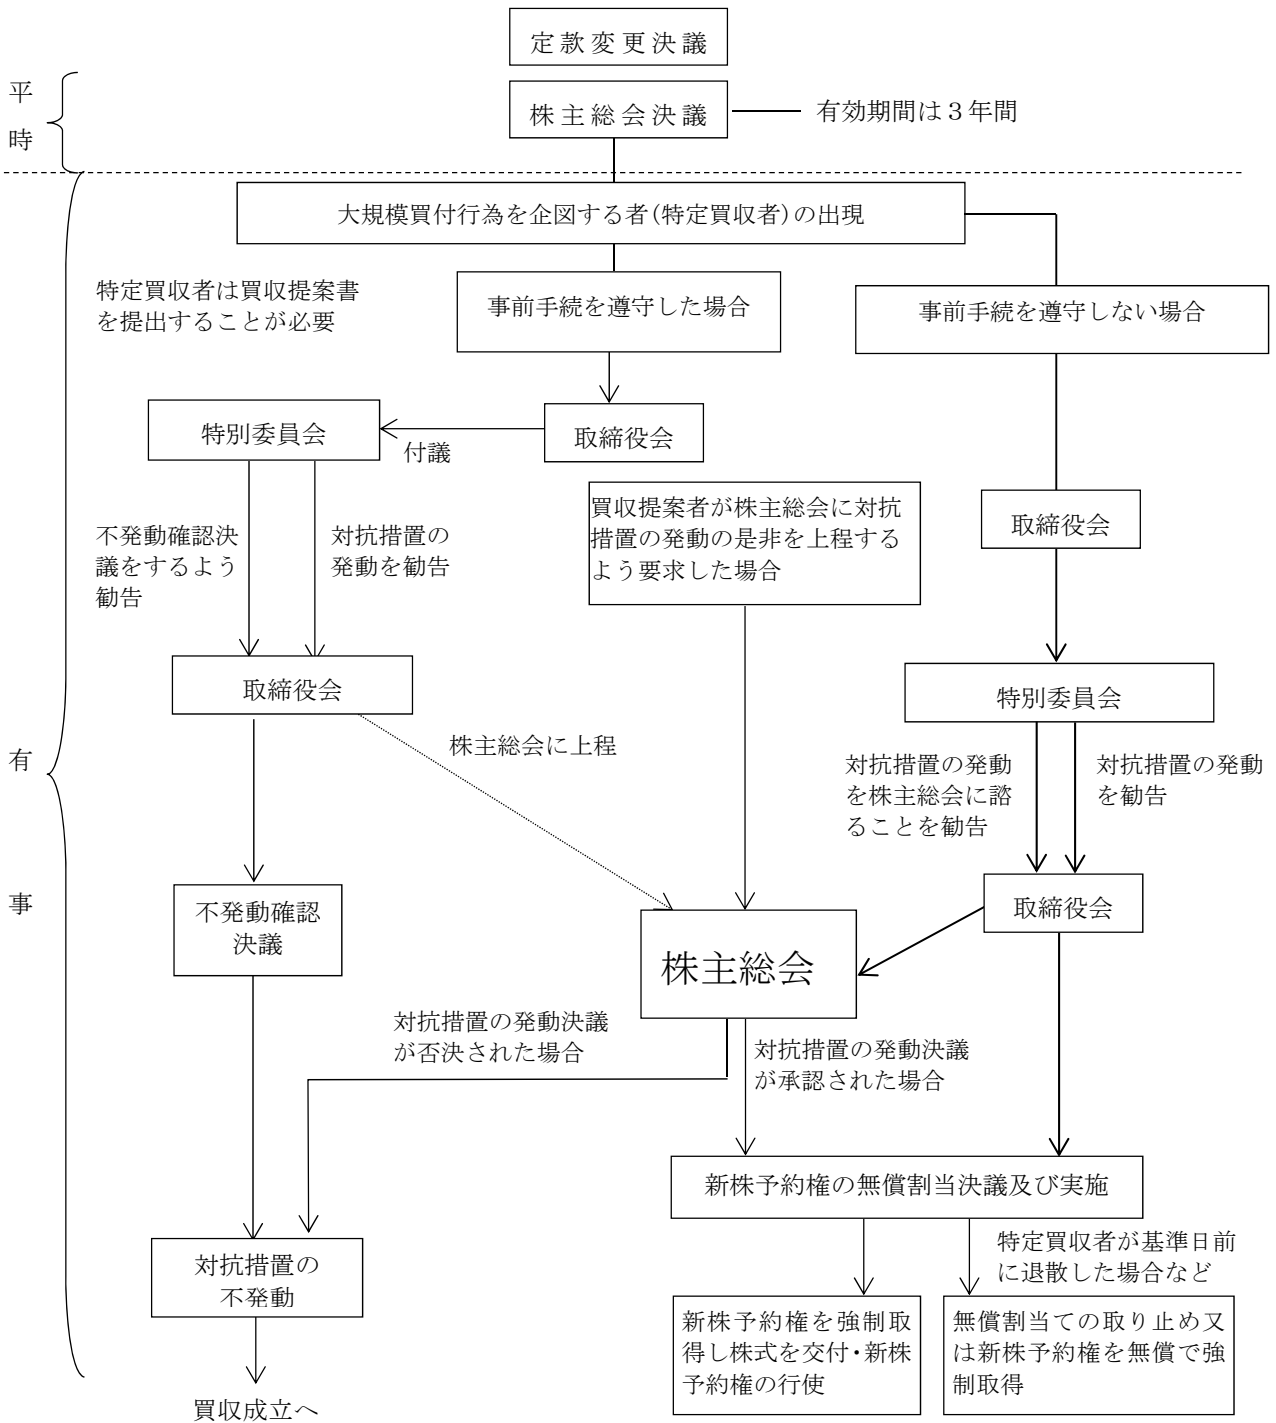 定款変更決議
平
時
株主総会決議
有効期間は３年間
大規模買付行為を企図する者(特定買収者)の出現
特定買収者は買収提案書
を提出することが必要
事前手続を遵守した場合
事前手続を遵守しない場合
特別委員会
付議
取締役会
買収提案者が株主総会に対抗
措置の発動の是非を上程する
よう要求した場合
取締役会
不発動確認決
議をするよう
勧告
対抗措置の
発動を勧告
取締役会
特別委員会
株主総会に上程
対抗措置の発動
を株主総会に諮
ることを勧告
対抗措置の発動
を勧告
有
事
不発動確認
決議
株主総会
取締役会
対抗措置の発動決議
が否決された場合
対抗措置の発動決議
が承認された場合
新株予約権の無償割当決議及び実施
対抗措置の
不発動
特定買収者が基準日前
に退散した場合など
新株予約権を強制取
得し株式を交付・新株
予約権の行使
無償割当ての取り止め又
は新株予約権を無償で強
制取得
買収成立へ